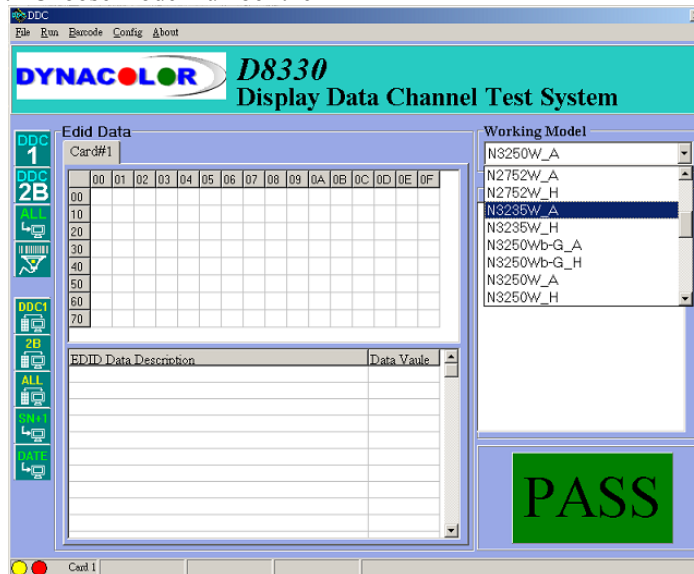 DDC
File Run Barcode Config About
DYNACOLOR
D8330
Display Data Channel Test System
DDC
1
DDC
2B
ALL
DDC1
2B
ALL
SN+1
DATE
Edid Data
Card#1
00 01 02 03 04 05 06 07 08 09 0A 0B 0C 0D 0E 0F
00
10
20
30
40
50
60
70
EDID Data Description Data Vaule
Working Model
N3250W_A
N2752W_A
N2752W_H
N3235W_A
N3235W_H
N3250Wb-G_A
N3250Wb-G_H
N3250W_A
N3250W_H
PASS
Card 1